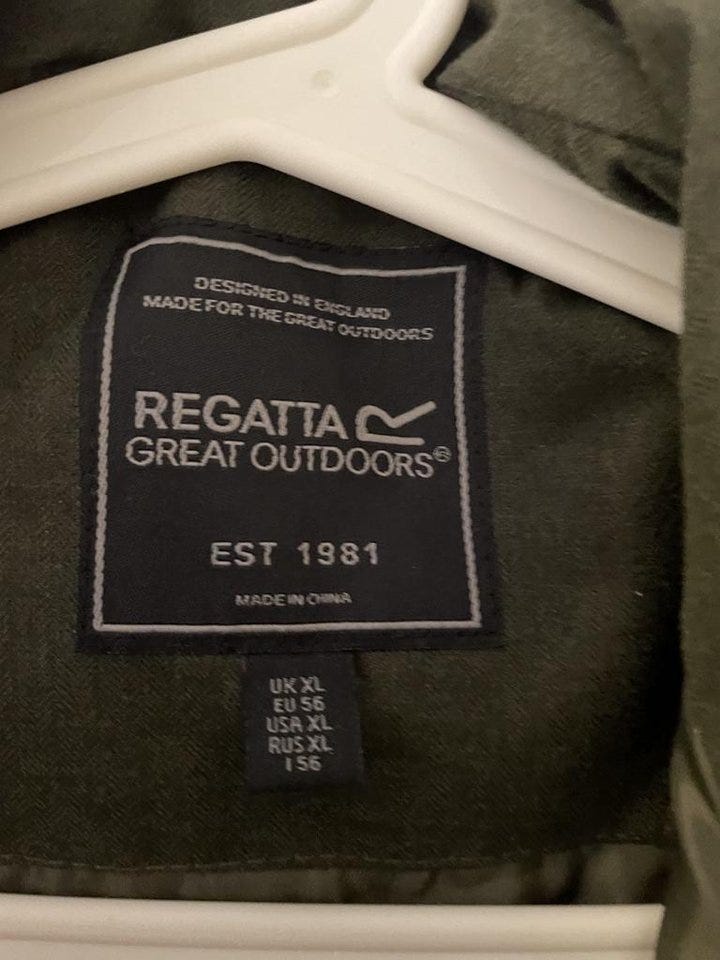 DESIGNED IN ENGLAND
MADE FOR THE GREAT OUTDOORS
REGATTA
GREAT OUTDOORS®
EST 1981
MADE IN CHINA
UK XL
EU 56
USA XL
RUS XL
I 56